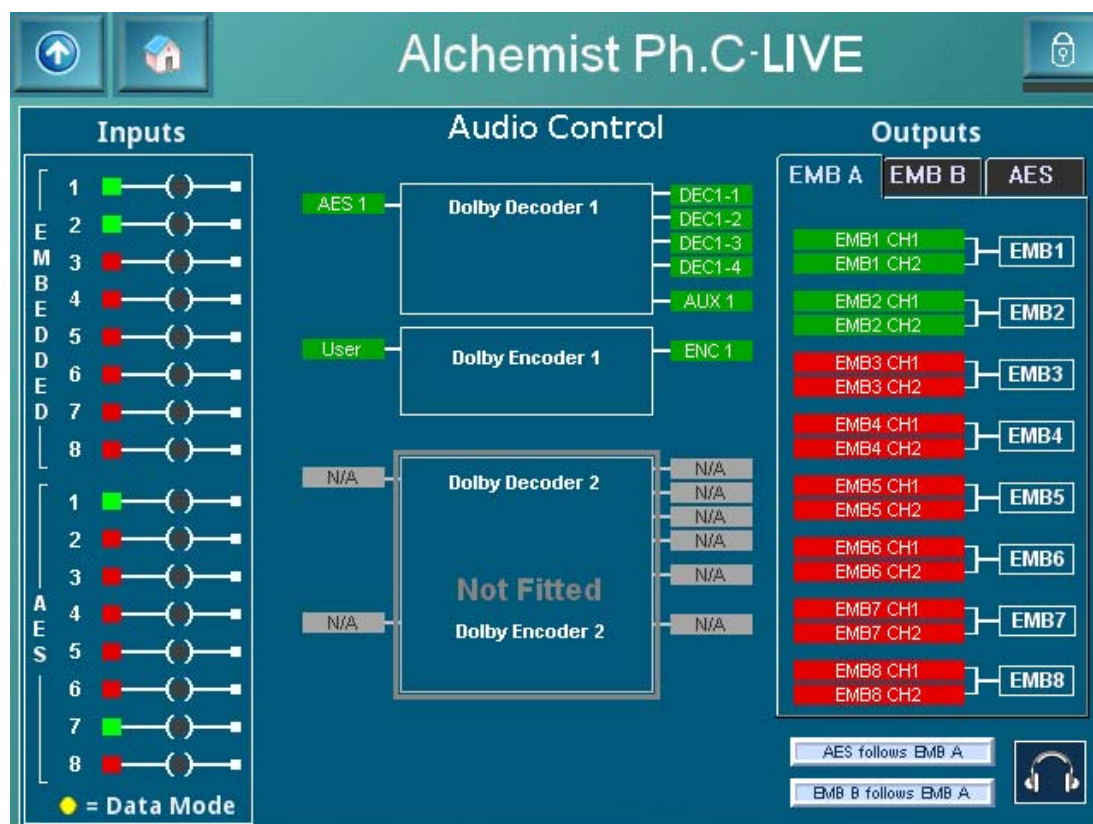 Alchemist Ph.C-LIVE
Inputs
EMBEDDED
1
2
3
4
5
6
7
8
AES
1
2
3
4
5
6
7
8
= Data Mode
Audio Control
AES 1
Dolby Decoder 1
DEC1-1
DEC1-2
DEC1-3
DEC1-4
AUX 1
User
Dolby Encoder 1
ENC 1
N/A
Dolby Decoder 2
N/A
N/A
N/A
N/A
N/A
Not Fitted
N/A
Dolby Encoder 2
N/A
Outputs
EMB A
EMB B
AES
EMB1 CH1
EMB1 CH2
EMB1
EMB2 CH1
EMB2 CH2
EMB2
EMB3 CH1
EMB3 CH2
EMB3
EMB4 CH1
EMB4 CH2
EMB4
EMB5 CH1
EMB5 CH2
EMB5
EMB6 CH1
EMB6 CH2
EMB6
EMB7 CH1
EMB7 CH2
EMB7
EMB8 CH1
EMB8 CH2
EMB8
AES follows EMB A
EMB B follows EMB A